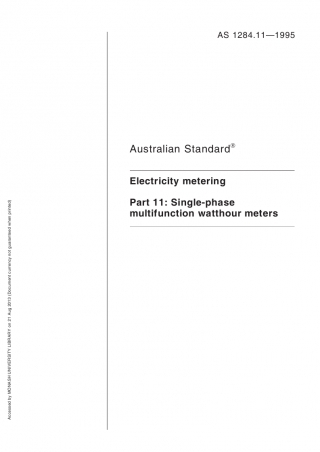 AS 1284.11—1995
Australian Standard®
Electricity metering
Part 11: Single-phase
multifunction watthour meters
Accessed by MONASH UNIVERSITY LIBRARY on 21 Aug 2013 (Document currency not guaranteed when printed)